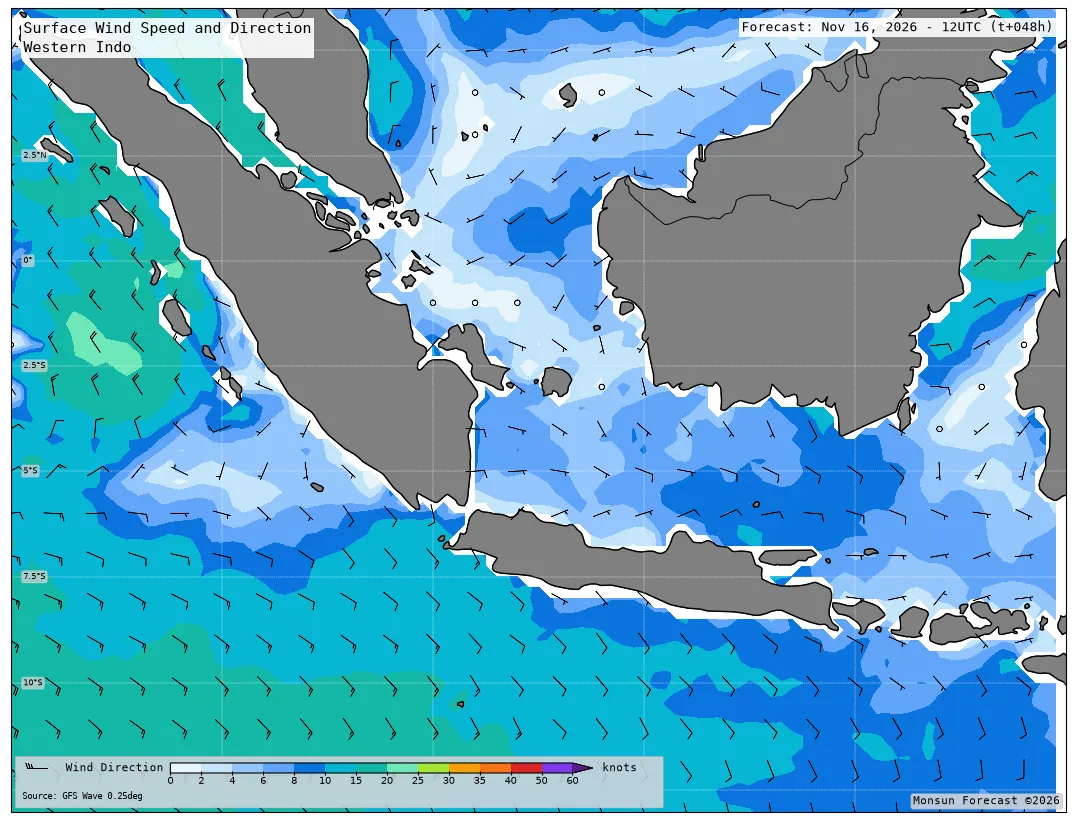 Surface Wind Speed and Direction
Western Indo
Forecast: Nov 16, 2026 - 12UTC (t+048h)
2.5°N
0°
2.5°S
5°S
7.5°S
10°S
Wind Direction
0 2 4 6 8 10 15 20 25 30 35 40 50 60
knots
Source: GFS Wave 0.25deg
Monsun Forecast ©2026